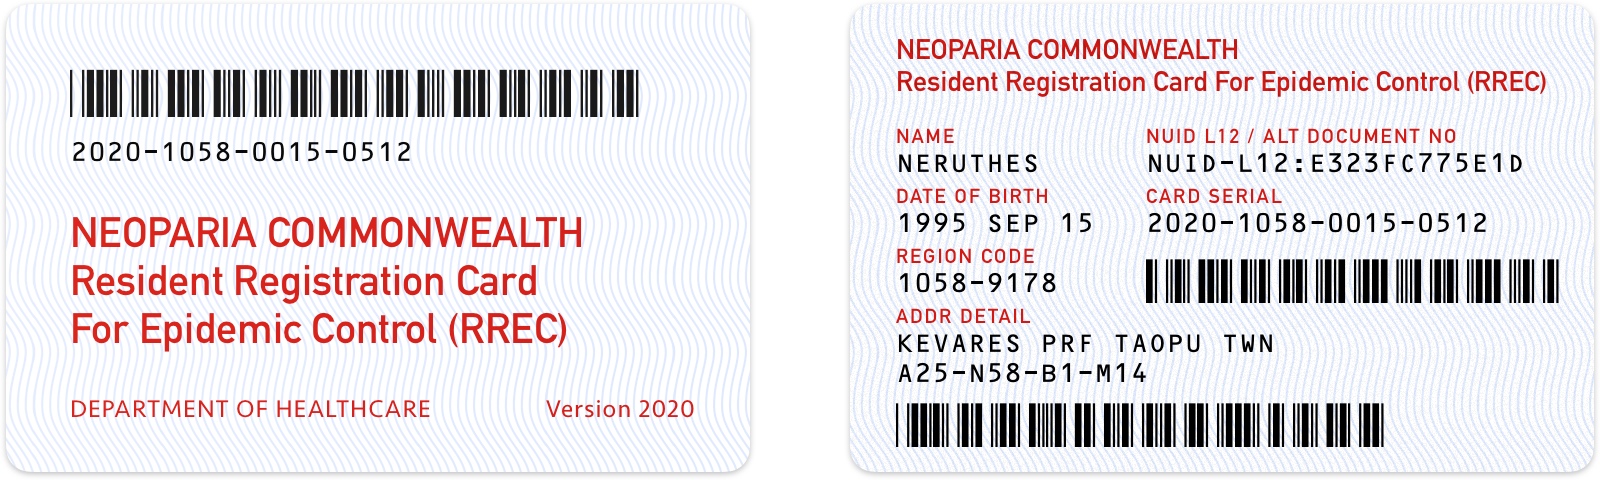 2020-1058-0015-0512
NEOPARIA COMMONWEALTH
Resident Registration Card
For Epidemic Control (RREC)
DEPARTMENT OF HEALTHCARE
Version 2020
NEOPARIA COMMONWEALTH
Resident Registration Card For Epidemic Control (RREC)
NAME
NERUTHES
NUID L12 / ALT DOCUMENT NO
NUID-L12:E323FC775E1D
DATE OF BIRTH
1995 SEP 15
CARD SERIAL
2020-1058-0015-0512
REGION CODE
1058-9178
ADDR DETAIL
KEVARES PRF TAOPU TWN
A25-N58-B1-M14